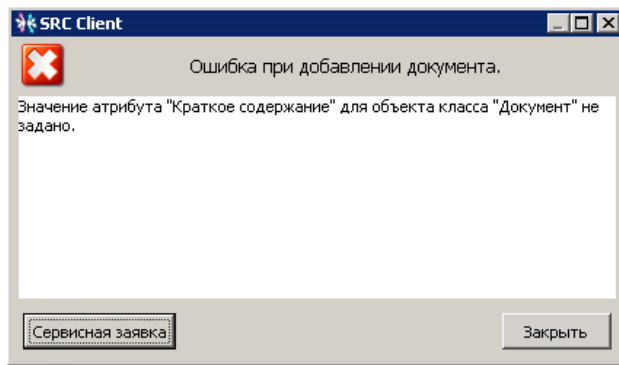 SRC Client
Ошибка при добавлении документа.
Значение атрибута "Краткое содержание" для объекта класса "Документ" не
задано.
Сервисная заявка
Закрыть